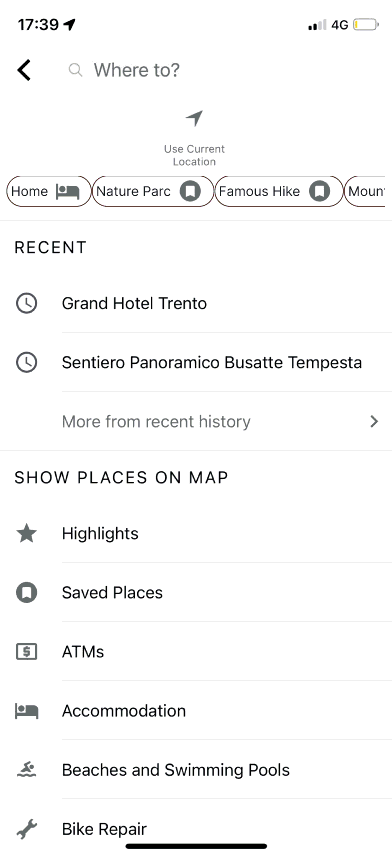 17:39
4G
Where to?
Use Current
Location
Home
Nature Parc
Famous Hike
Moun
RECENT
Grand Hotel Trento
Sentiero Panoramico Busatte Tempesta
More from recent history
SHOW PLACES ON MAP
Highlights
Saved Places
ATMs
Accommodation
Beaches and Swimming Pools
Bike Repair